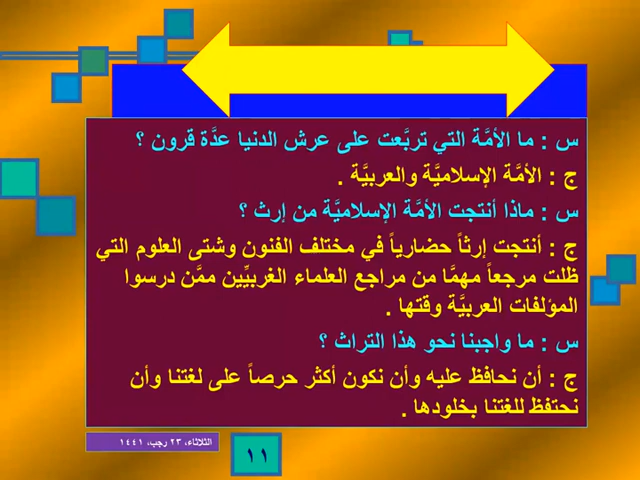 س : ما الأمَّة التي تربَّعت على عرش الدنيا عدَّة قرون ؟
ج : الأمَّة الإسلاميَّة والعربيَّة .
س : ماذا أنتجت الأمَّة الإسلاميَّة من إرث ؟
ج : أنتجت إرثاً حضارياً في مختلف الفنون وشتى العلوم التي
ظلت مرجعاً مهمَّا من مراجع العلماء الغربيِّين ممَّن درسوا
المؤلفات العربيَّة وقتها .
س : ما واجبنا نحو هذا التراث ؟
ج : أن نحافظ عليه وأن نكون أكثر حرصاً على لغتنا وأن
نحتفظ للغتنا بخلودها .
الثلاثاء، ٢٣ رجب، ١٤٤١
١١